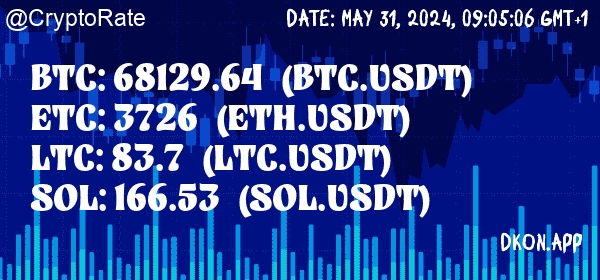 @CryptoRate
DATE: MAY 31, 2024, 09:05:06 GMT+1
BTC: 68129.64 (BTC.USDT)
ETC: 3726 (ETH.USDT)
LTC: 83.7 (LTC.USDT)
SOL: 166.53 (SOL.USDT)
DKON.APP